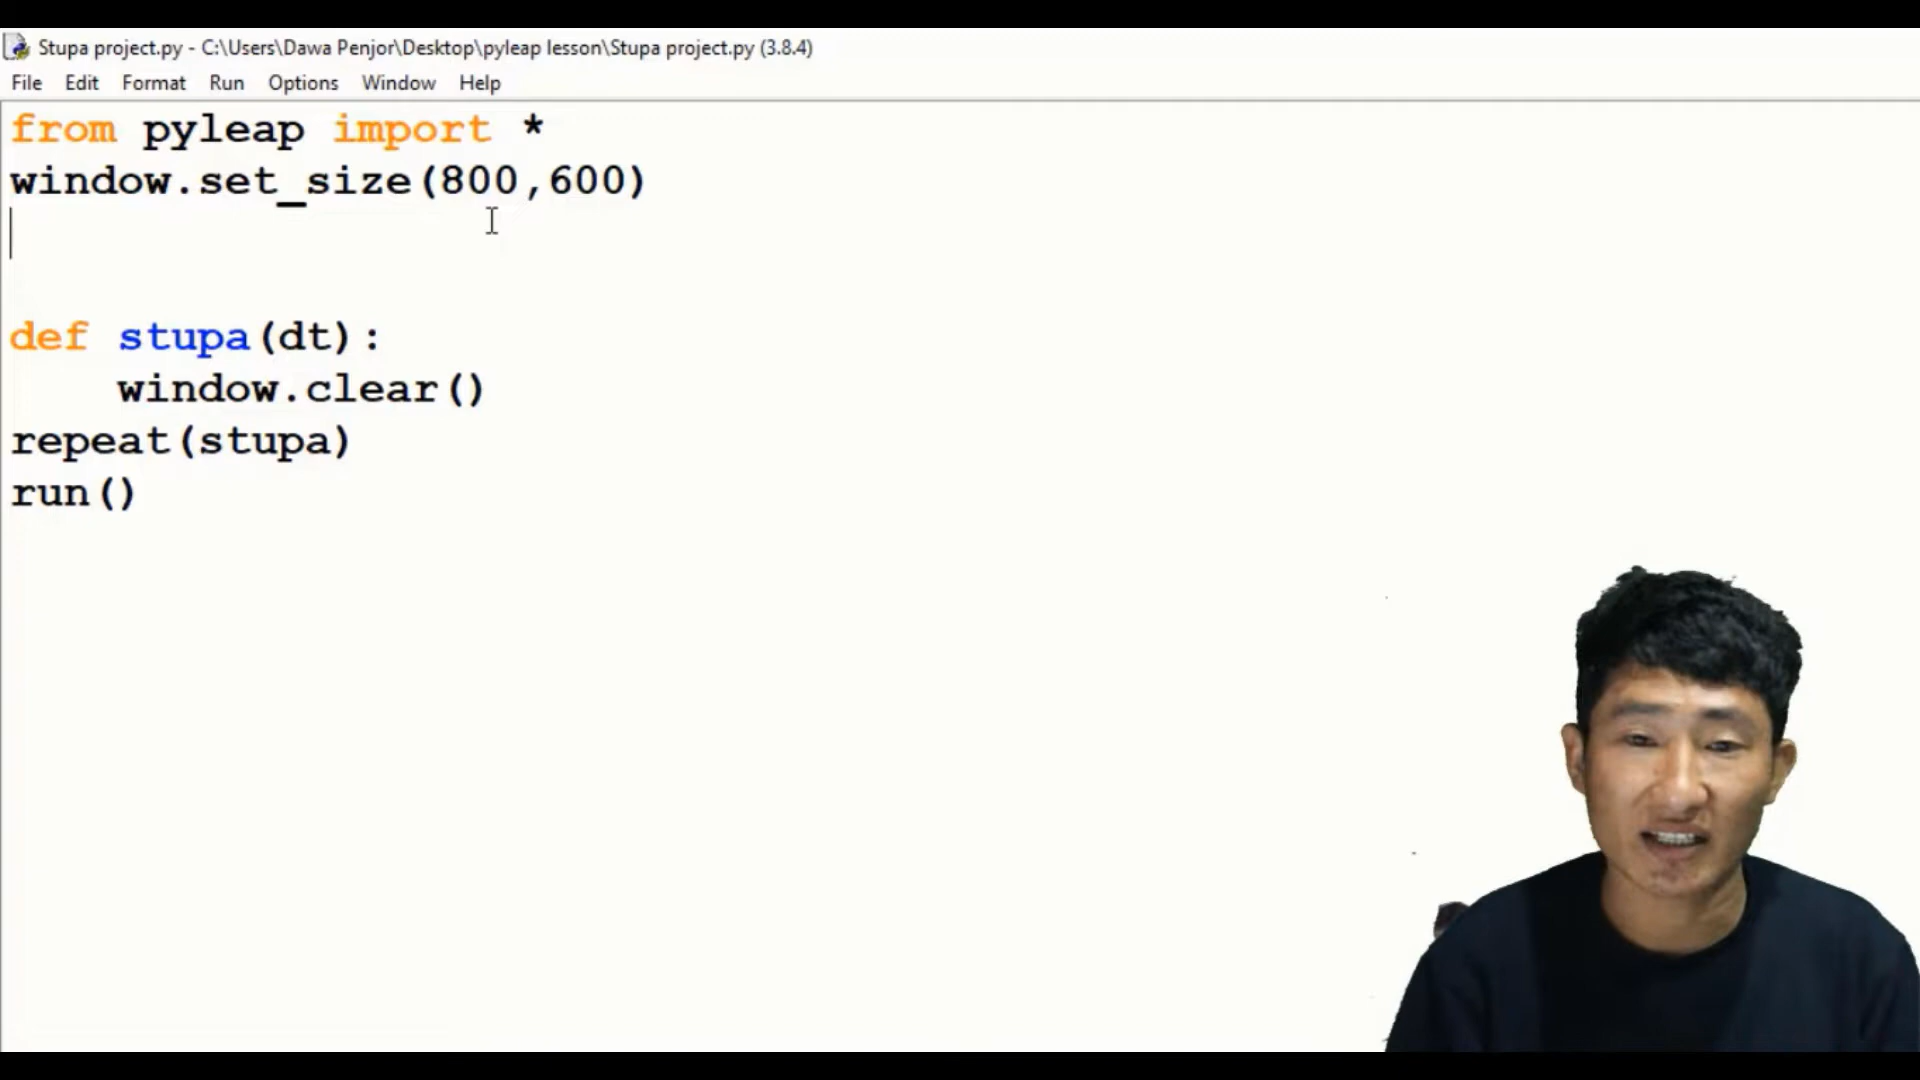 Stupa project.py - C:\Users\Dawa Penjor\Desktop\pyleap lesson\Stupa project.py (3.8.4)
File Edit Format Run Options Window Help
from pyleap import *
window.set_size(800,600)
def stupa(dt):
    window.clear()
repeat(stupa)
run()